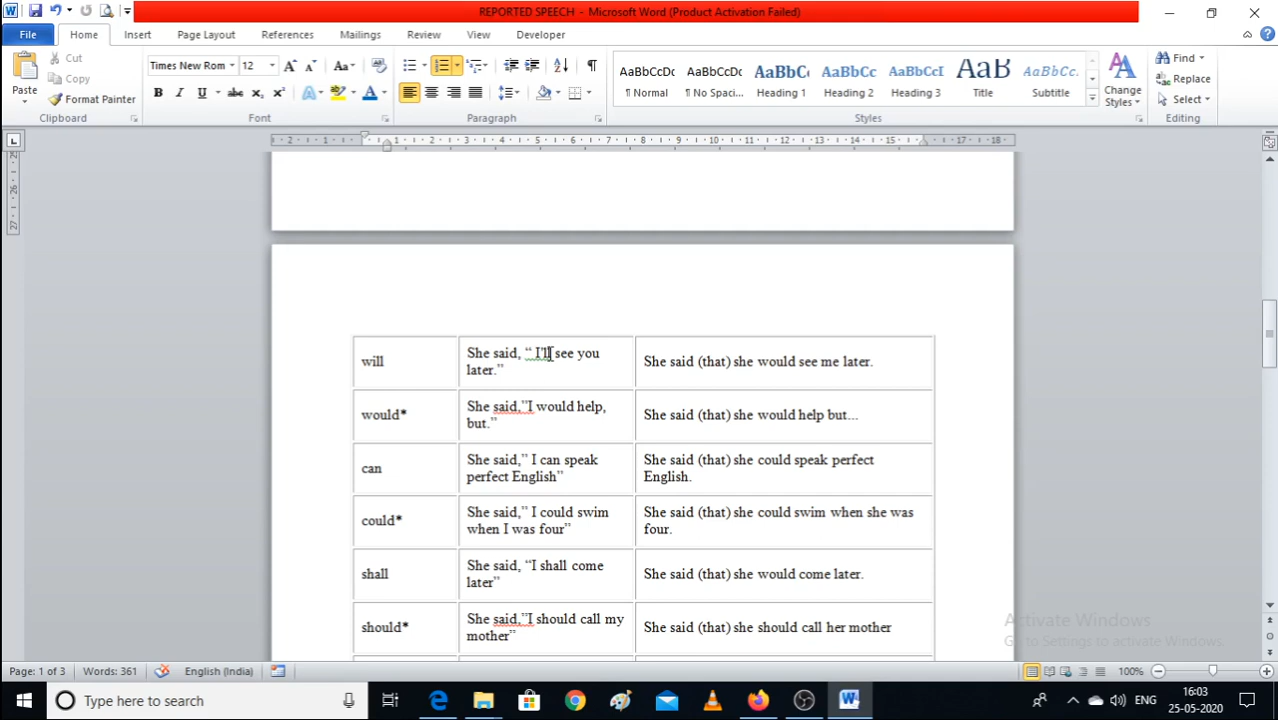 REPORTED SPEECH - Microsoft Word (Product Activation Failed)
File Home Insert Page Layout References Mailings Review View Developer
Paste
Cut
Copy
Format Painter
Clipboard
Times New Rom 12
Font
Paragraph
AaBbCcDc AaBbCcDc AaBbC AaBbCc AaBbCcI AaB AaBbCc.
¶ Normal ¶ No Spaci... Heading 1 Heading 2 Heading 3 Title Subtitle
Change
Styles
Styles
Find
Replace
Select
Editing
will
She said, “ I’ll see you
later.”
She said (that) she would see me later.
would*
She said,”I would help,
but.”
She said (that) she would help but...
can
She said,” I can speak
perfect English”
She said (that) she could speak perfect
English.
could*
She said,” I could swim
when I was four”
She said (that) she could swim when she was
four.
shall
She said, “I shall come
later”
She said (that) she would come later.
should*
She said,”I should call my
mother”
She said (that) she should call her mother
Activate Windows
Go to Settings to activate Windows.
Page: 1 of 3 Words: 361 English (India) 100%
Type here to search
ENG
16:03
25-05-2020